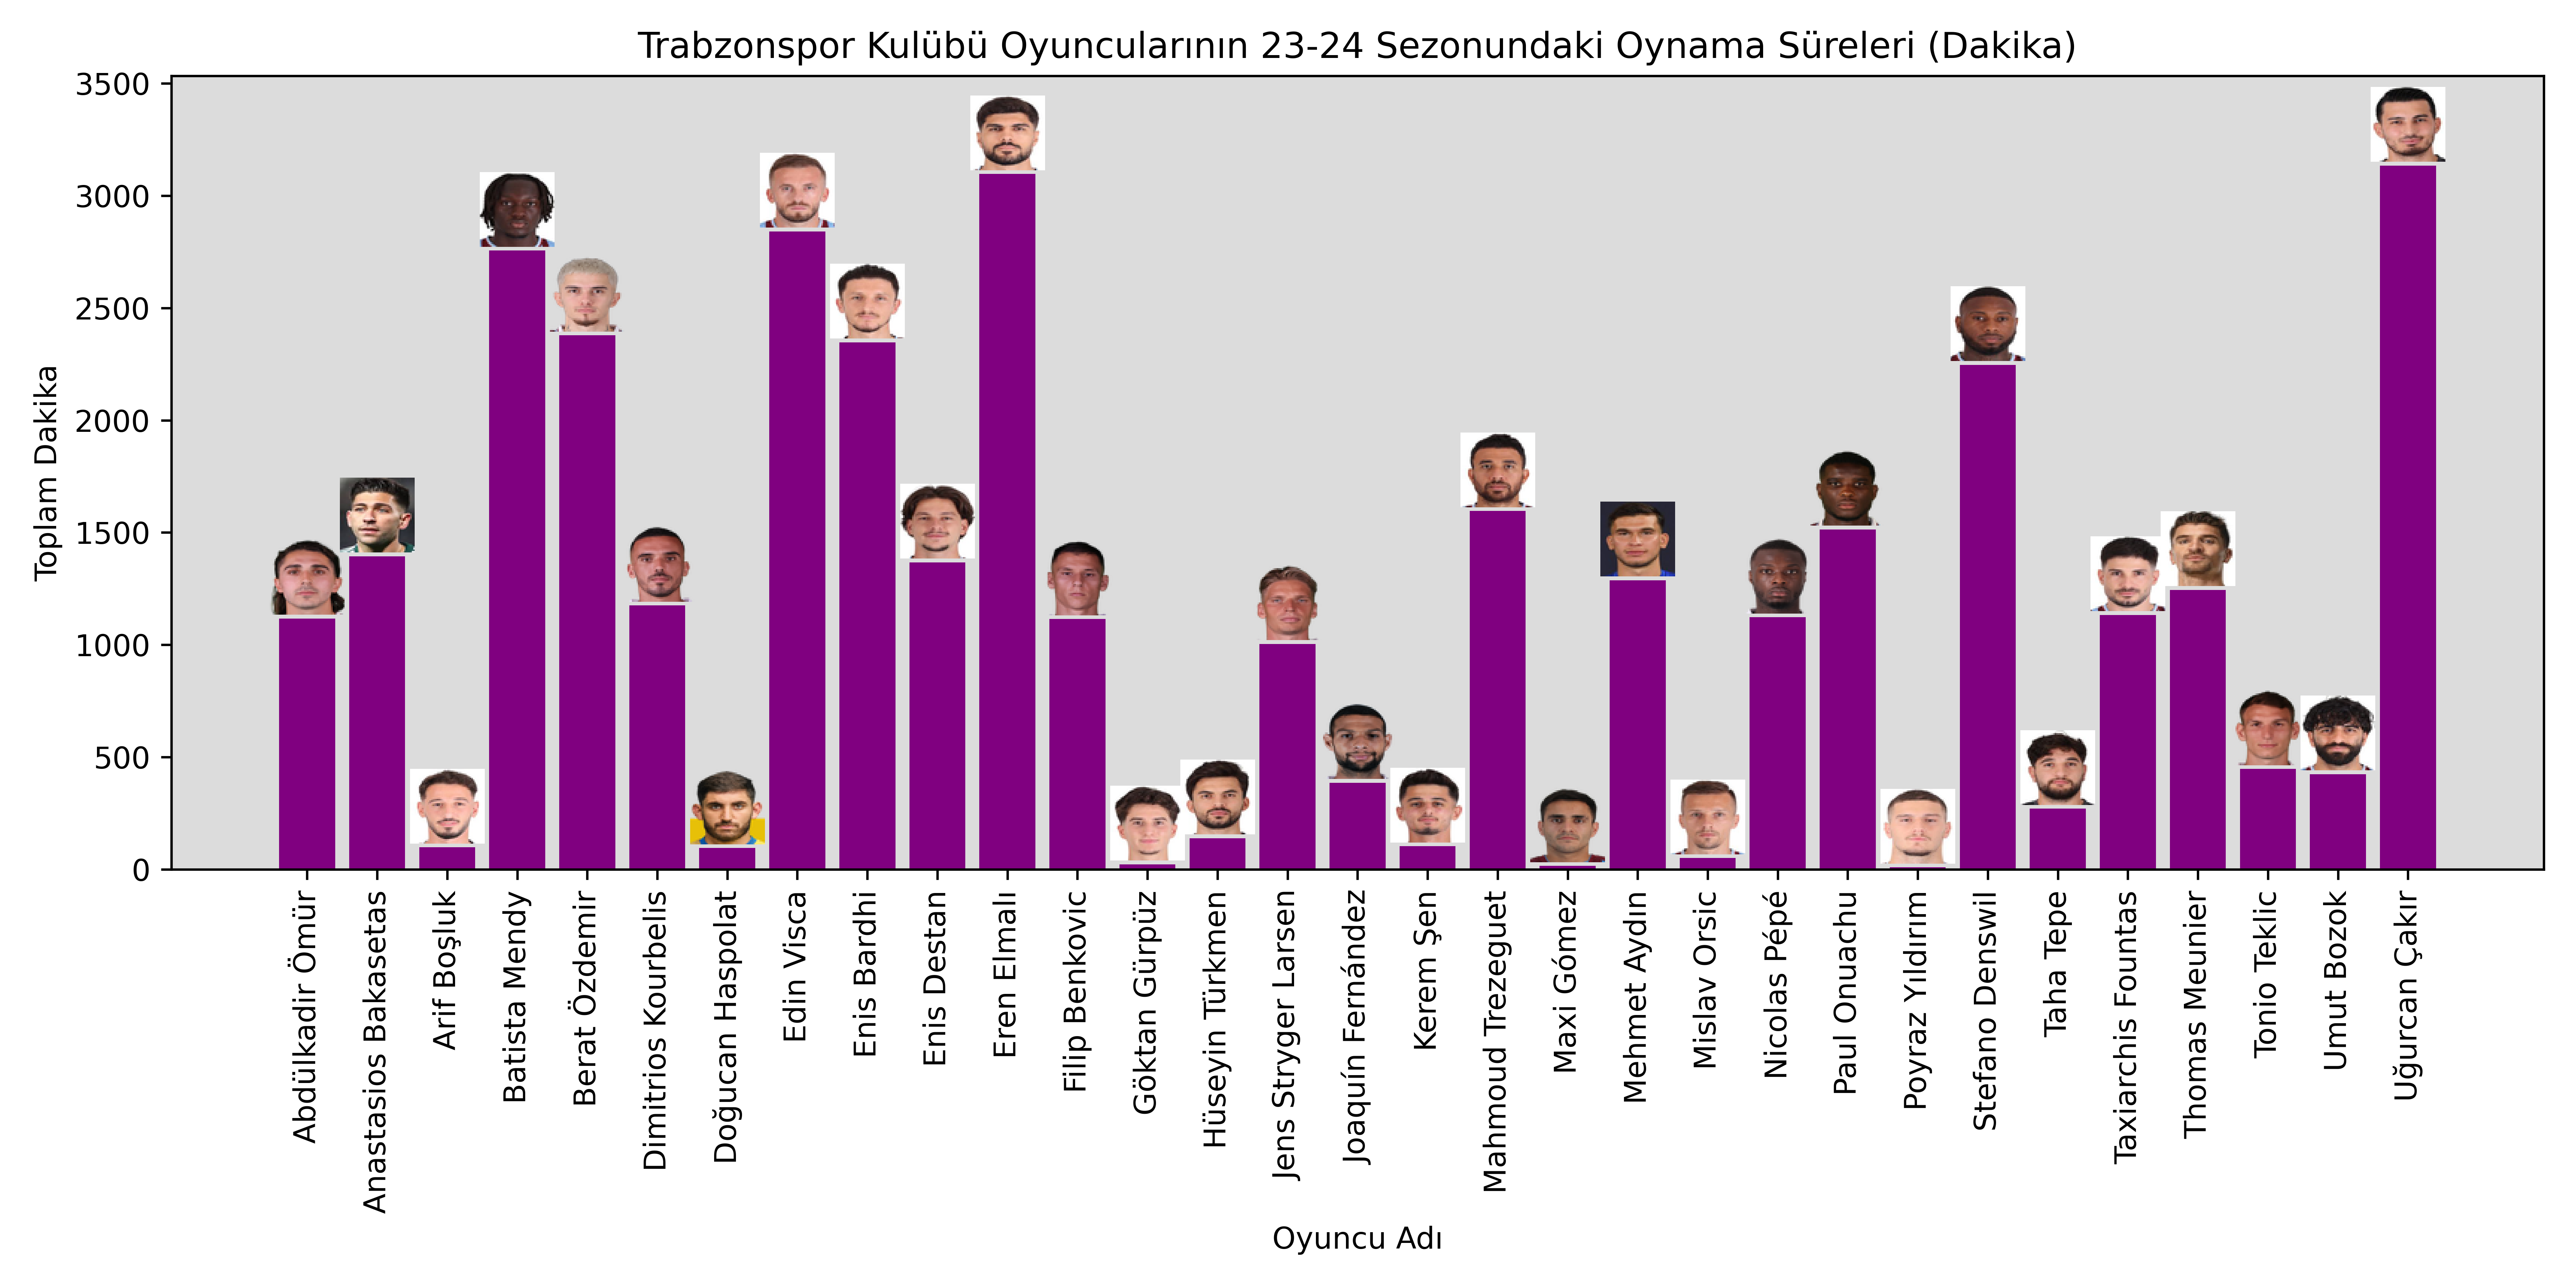 Trabzonspor Kulübü Oyuncularının 23-24 Sezonundaki Oynama Süreleri (Dakika)
Toplam Dakika
3500
3000
2500
2000
1500
1000
500
0
Abdülkadir Ömür
Anastasios Bakasetas
Arif Boşluk
Batista Mendy
Berat Özdemir
Dimitrios Kourbelis
Doğucan Haspolat
Edin Visca
Enis Bardhi
Enis Destan
Eren Elmalı
Filip Benkovic
Göktan Gürpüz
Hüseyin Türkmen
Jens Stryger Larsen
Joaquín Fernández
Kerem Şen
Mahmoud Trezeguet
Maxi Gómez
Mehmet Aydın
Mislav Orsic
Nicolas Pépé
Paul Onuachu
Poyraz Yıldırım
Stefano Denswil
Taha Tepe
Taxiarchis Fountas
Thomas Meunier
Tonio Teklic
Umut Bozok
Uğurcan Çakır
Oyuncu Adı